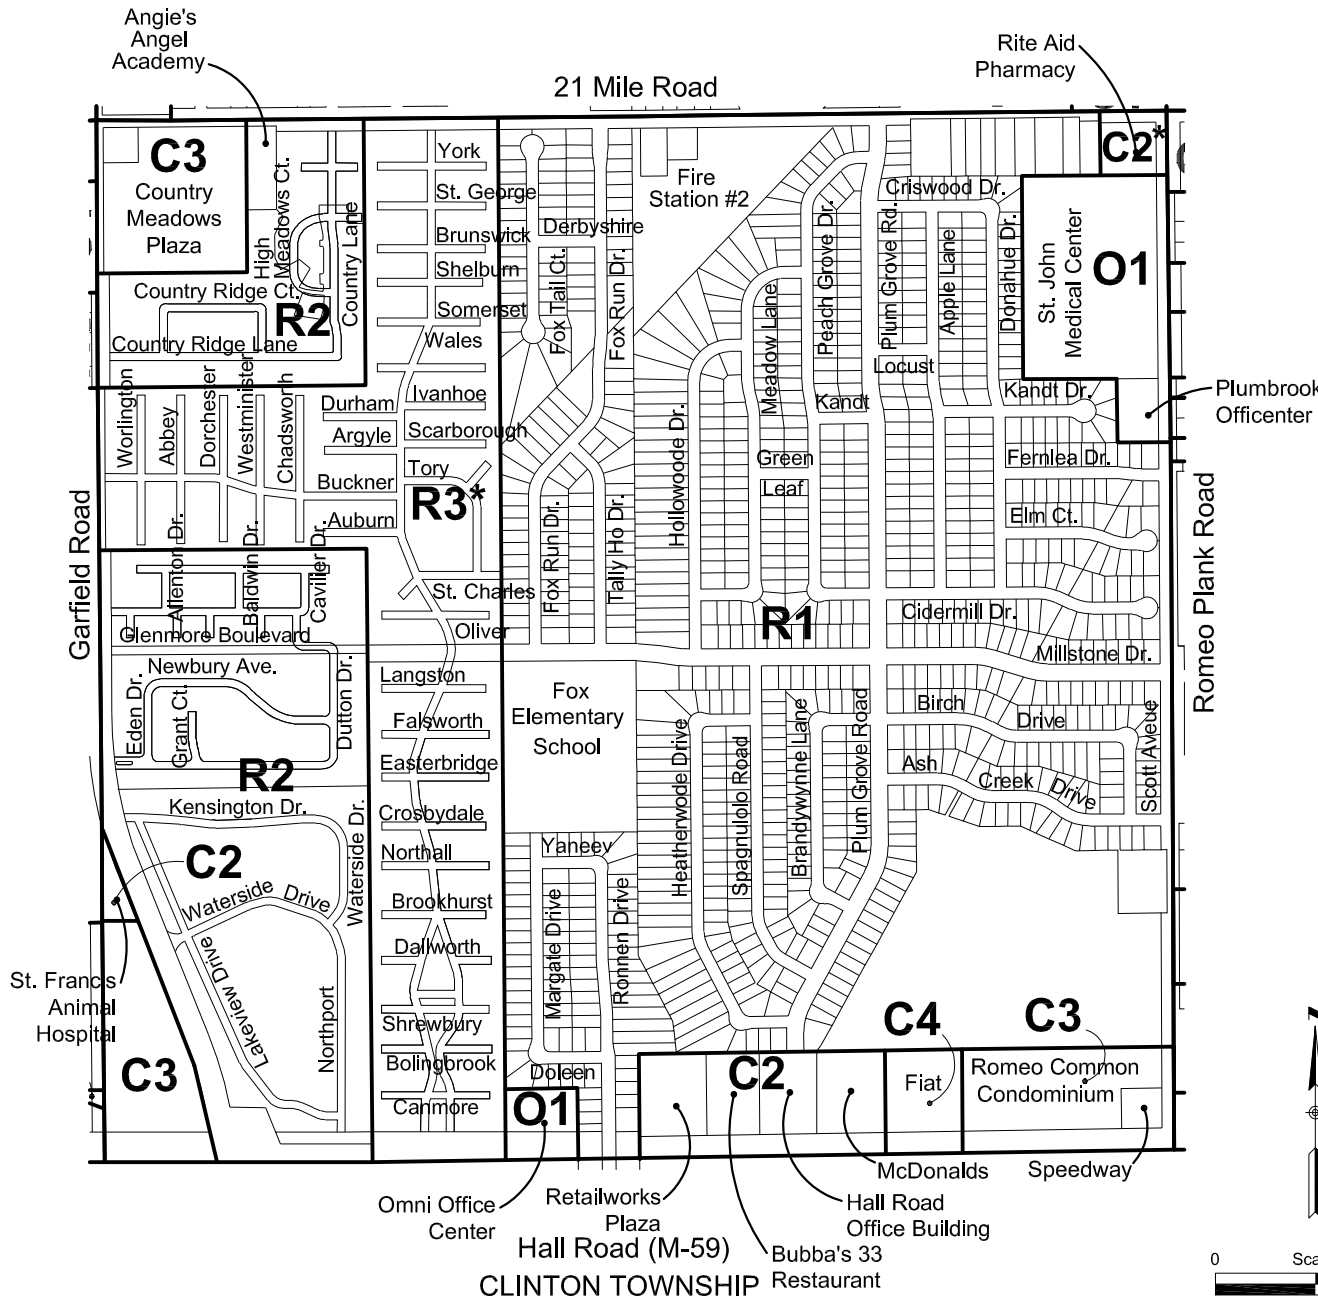 Angie's
Angel
Academy
Rite Aid
Pharmacy
21 Mile Road
C3
Country
Meadows
Plaza
High
Meadows Ct.
Country Lane
Country Ridge Ct.
R2
Country Ridge Lane
York
St. George
Brunswick
Shelburn
Somerset
Wales
Ivanhoe
Durham
Scarborough
Argyle
Tory
Buckner
R3*
Auburn
St. Charles
Oliver
Langston
Falsworth
Easterbridge
Crosbydale
Northall
Brookhurst
Dallworth
Shrewbury
Bolingbrook
Canmore
Worlington
Abbey
Dorchester
Westminister
Chadsworth
Garfield Road
Allenton Dr.
Baldwin Dr.
Cavilier Dr.
Glenmore Boulevard
Newbury Ave.
Eden Dr.
Grant Ct.
Dutton Dr.
R2
Kensington Dr.
C2
Waterside Drive
Waterside Dr.
Lakeview Drive
Northport
St. Francis
Animal
Hospital
C3
Derbyshire
Fox Tail Ct.
Fox Run Dr.
Fox Run Dr.
Tally Ho Dr.
Fire
Station #2
Hollowoode Dr.
Meadow Lane
Peach Grove Dr.
Plum Grove Rd.
Apple Lane
Donahue Dr.
Criswood Dr.
C2*
St. John
Medical Center
O1
Locust
Kandt
Kandt Dr.
Plumbrook
Officenter
Green
Leaf
Fernlea Dr.
Elm Ct.
R1
Cidermill Dr.
Millstone Dr.
Romeo Plank Road
Fox
Elementary
School
Birch Drive
Ash Creek Drive
Scott Aveue
Heatherwode Drive
Spagnulolo Road
Brandywynne Lane
Plum Grove Road
Yaneev
Margate Drive
Ronnen Drive
Doleen
O1
C2
C4
C3
Fiat
Romeo Common
Condominium
McDonalds
Speedway
Omni Office
Center
Retailworks
Plaza
Hall Road
Office Building
Hall Road (M-59)
Bubba's 33
Restaurant
CLINTON TOWNSHIP
0
Sca